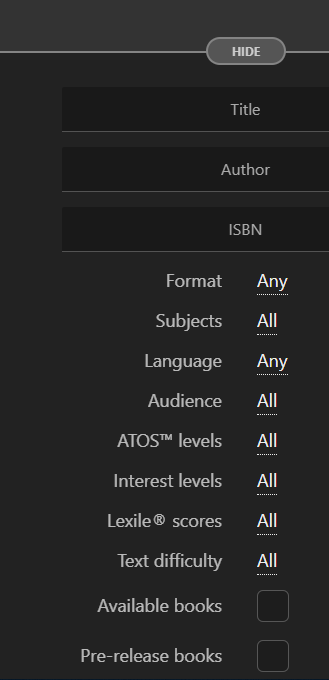 HIDE
Title
Author
ISBN
Format Any
Subjects All
Language Any
Audience All
ATOS™ levels All
Interest levels All
Lexile® scores All
Text difficulty All
Available books
Pre-release books